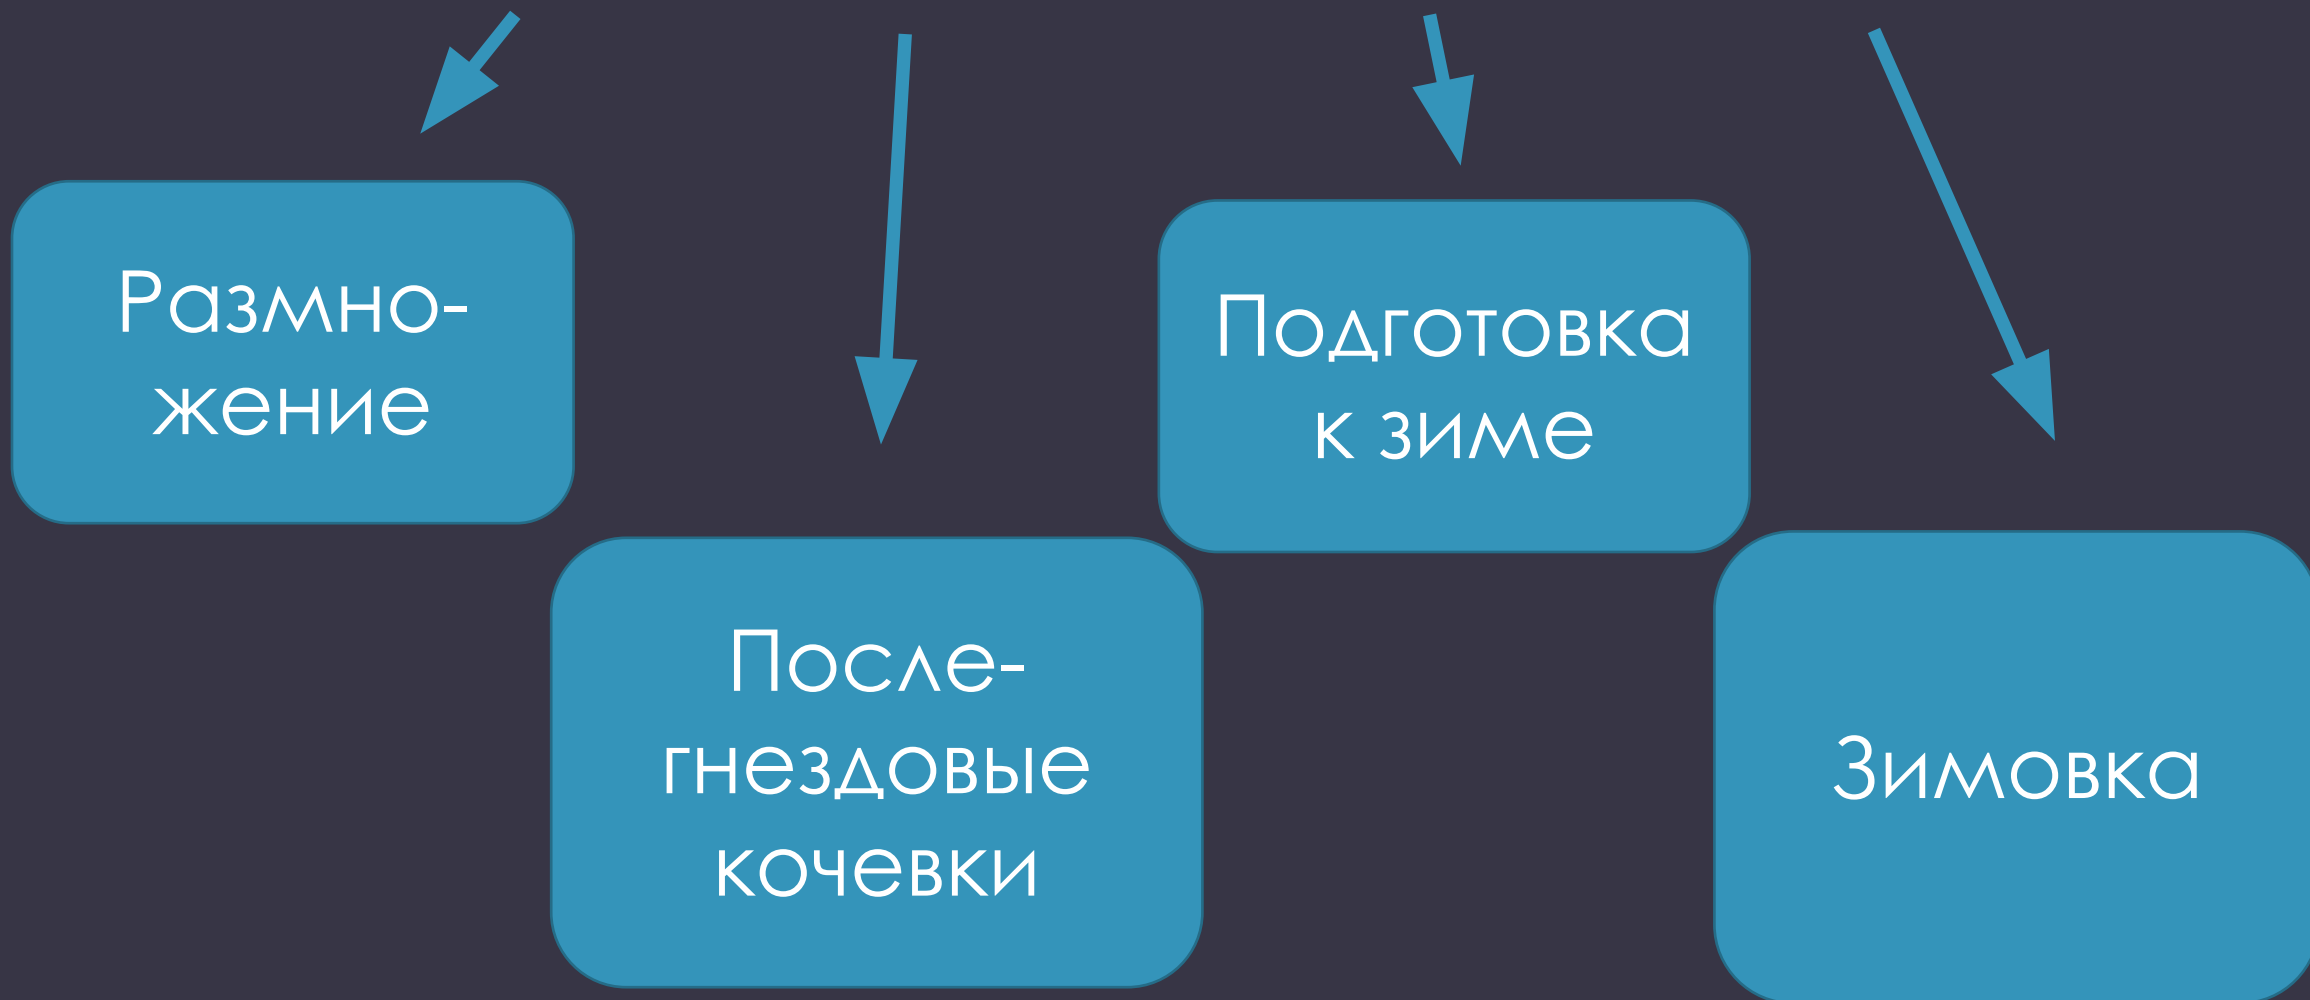 Размно-
жение
После-
гнездовые
кочевки
Подготовка
к зиме
Зимовка